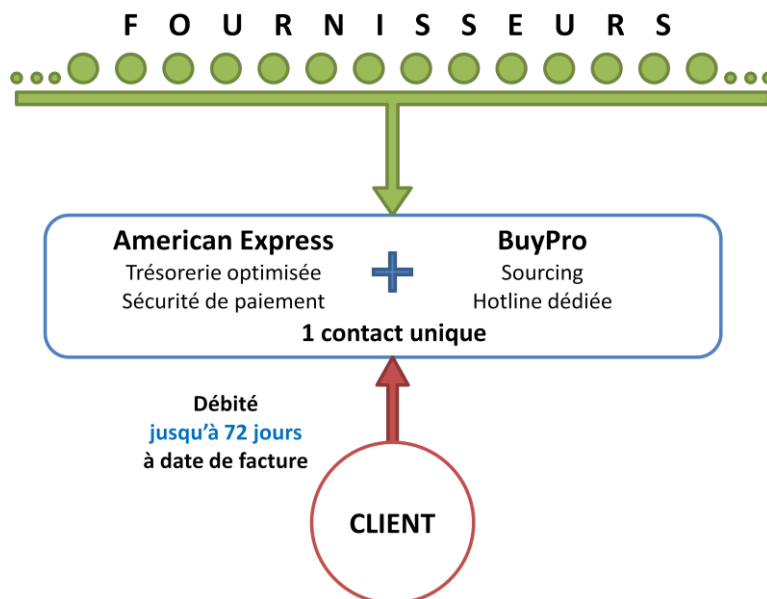 FOURNISSEURS
American Express
Trésorerie optimisée
Sécurité de paiement
BuyPro
Sourcing
Hotline dédiée
1 contact unique
Débité
jusqu'à 72 jours
à date de facture
CLIENT